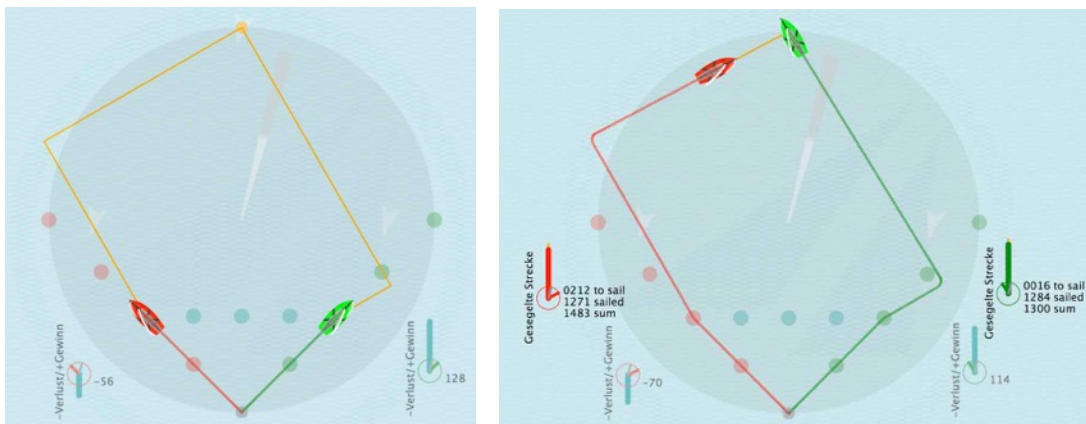 -Verlust/+Gewinn
-56
-Verlust/+Gewinn
128
Gesegelte Strecke
0212 to sail
1271 sailed
1483 sum
-Verlust/+Gewinn
-70
Gesegelte Strecke
0016 to sail
1284 sailed
1300 sum
-Verlust/+Gewinn
114